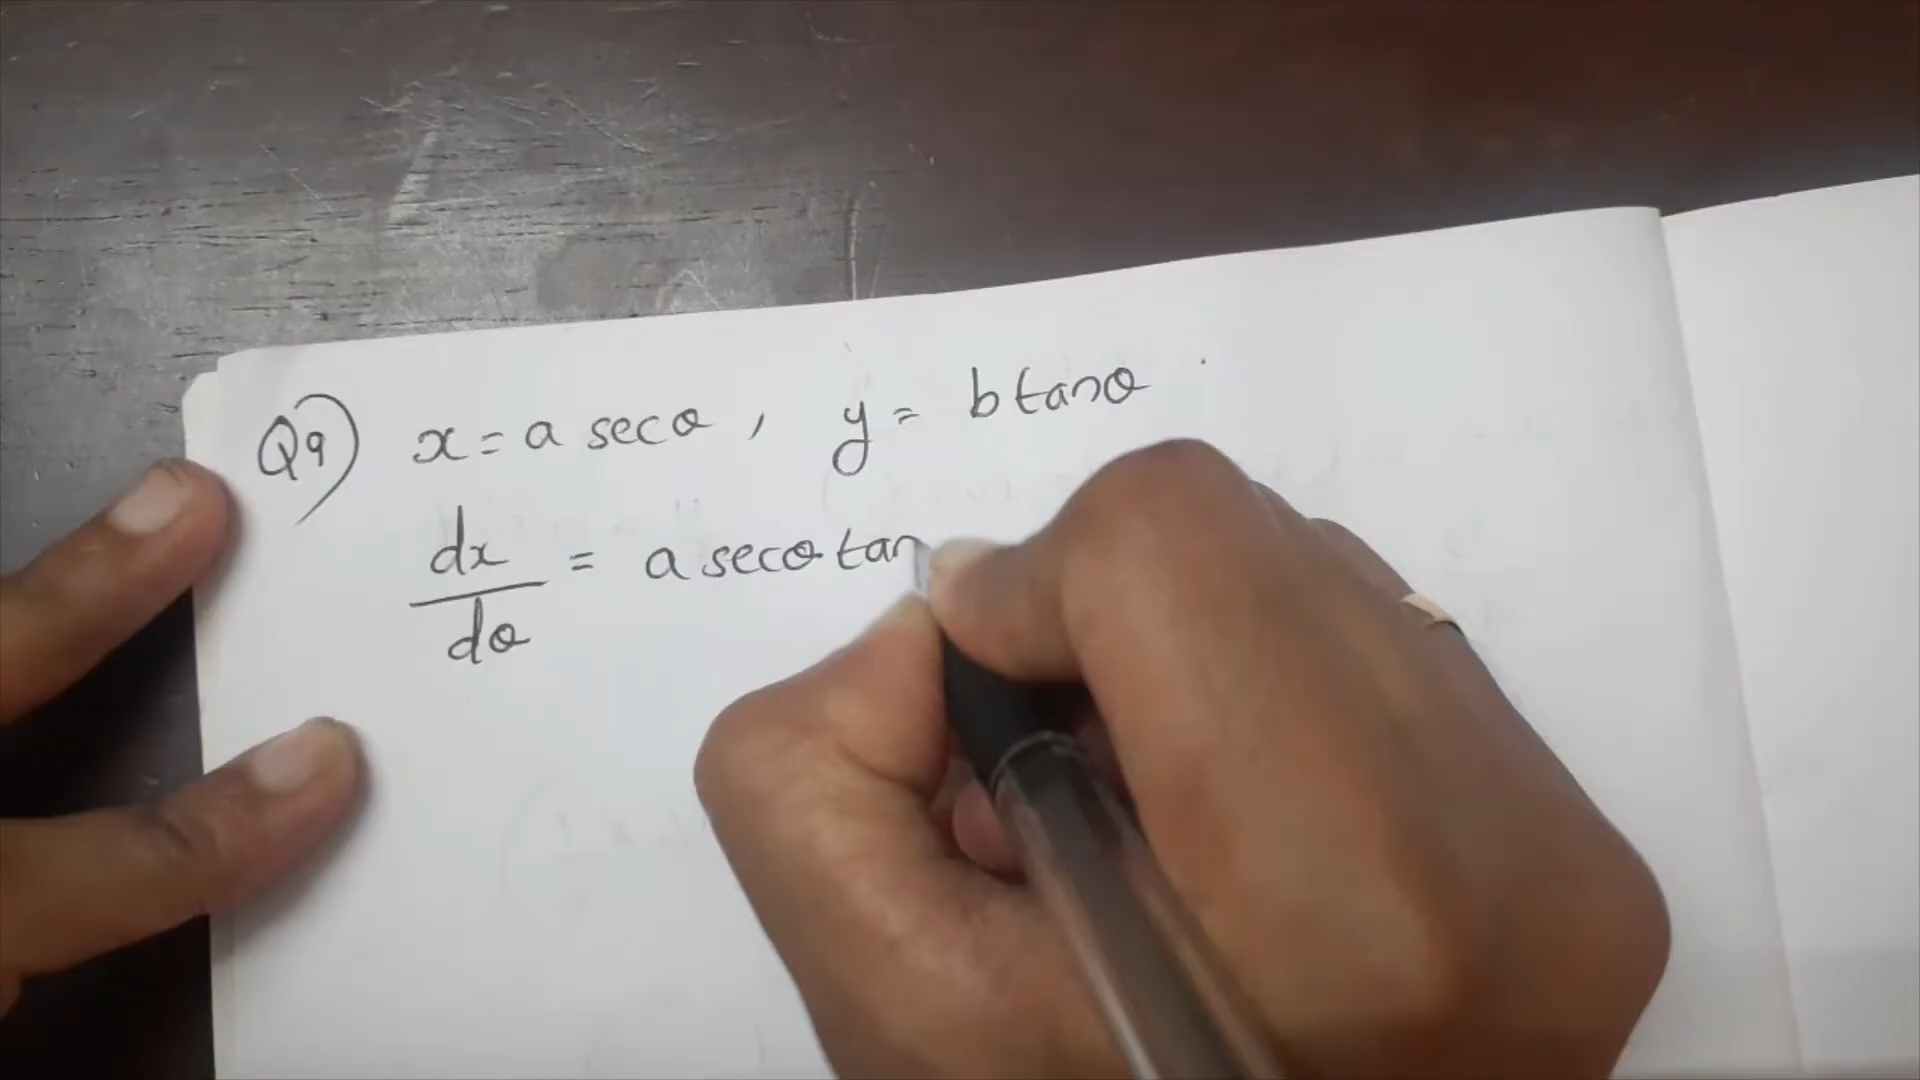 Q9) x = a secθ, y = b tanθ
dx/dθ = a secθ tan